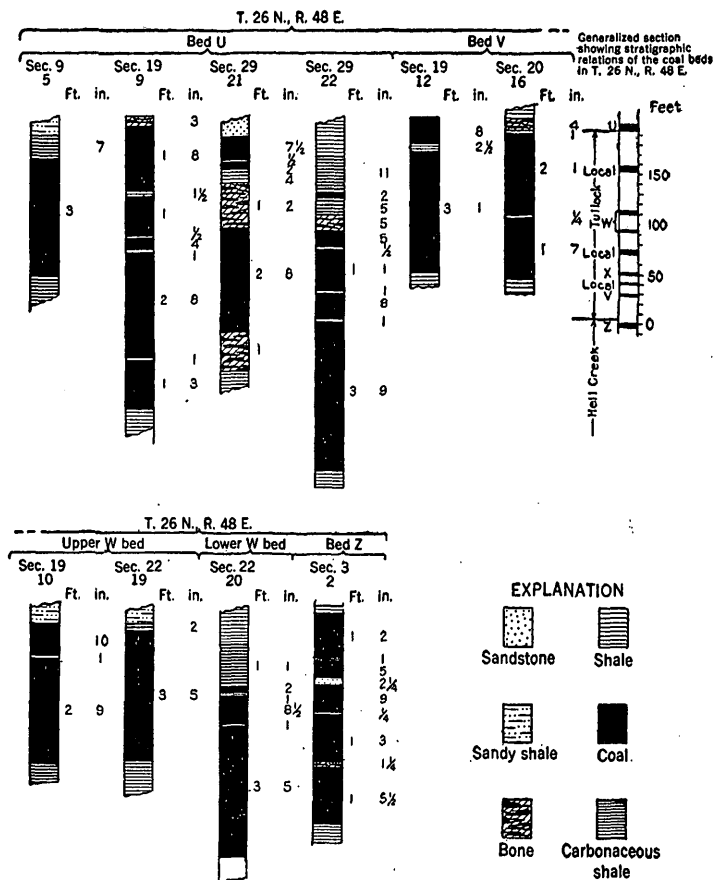 T. 26 N., R. 48 E.
Bed U
Bed V
Generalized section
showing stratigraphic
relations of the coal beds
in T. 26 N., R. 48 E.
Sec. 9 Sec. 19 Sec. 29 Sec. 29 Sec. 19 Sec. 20
5 9 21 22 12 16
Ft. in. Ft. in. Ft. in. Ft. in. Ft. in. Ft. in.
Feet
7
3
3
1 8
1½
1
½
4
1
2 8
1
1 3
7½
½
2
4
1 2
2 8
1
11
2
5
5
5
½
1 1
1
8
1
3 9
8
2½
3 1
4
1
2 1
¼
1 7
U
Local
W
Local
X
Local
V
Z
150
100
50
0
Tullock
Hell Creek
T. 26 N., R. 48 E.
Upper W bed
Lower W bed
Bed Z
Sec. 19 Sec. 22 Sec. 22 Sec. 3
10 19 20 2
Ft. in. Ft. in. Ft. in. Ft. in.
10
1
2 9
2
3 5
1 1
2
1
8½
1
3 5
1 2
1
5
2¼
9
¼
1 3
1¼
1 5½
EXPLANATION
Sandstone
Shale
Sandy shale
Coal
Bone
Carbonaceous
shale